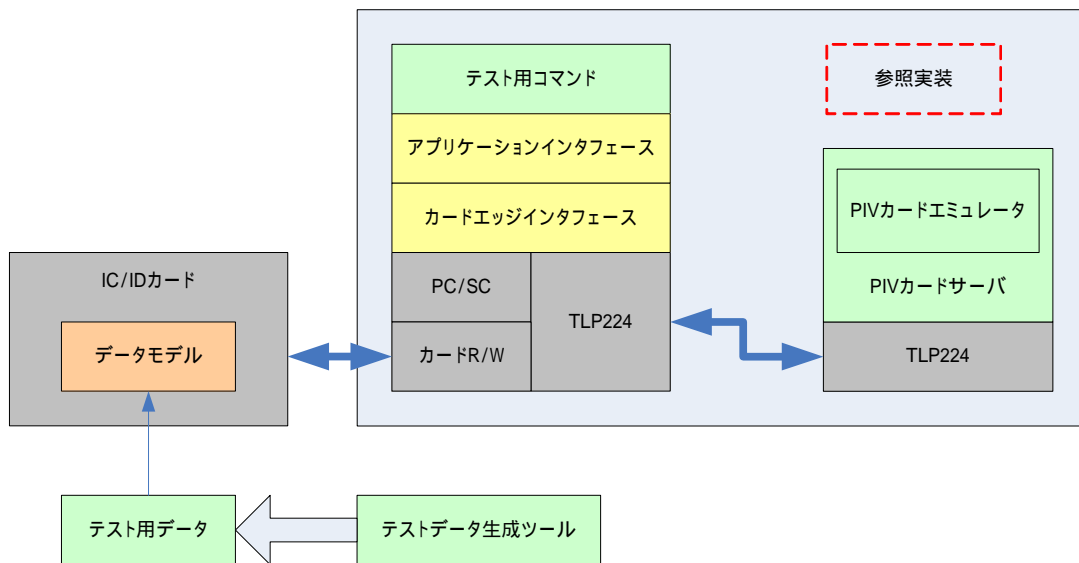 テスト用コマンド
参照実装
アプリケーションインタフェース
カードエッジインタフェース
PIVカードエミュレータ
IC/IDカード
PC/SC
TLP224
PIVカードサーバ
データモデル
カードR/W
TLP224
テスト用データ
テストデータ生成ツール